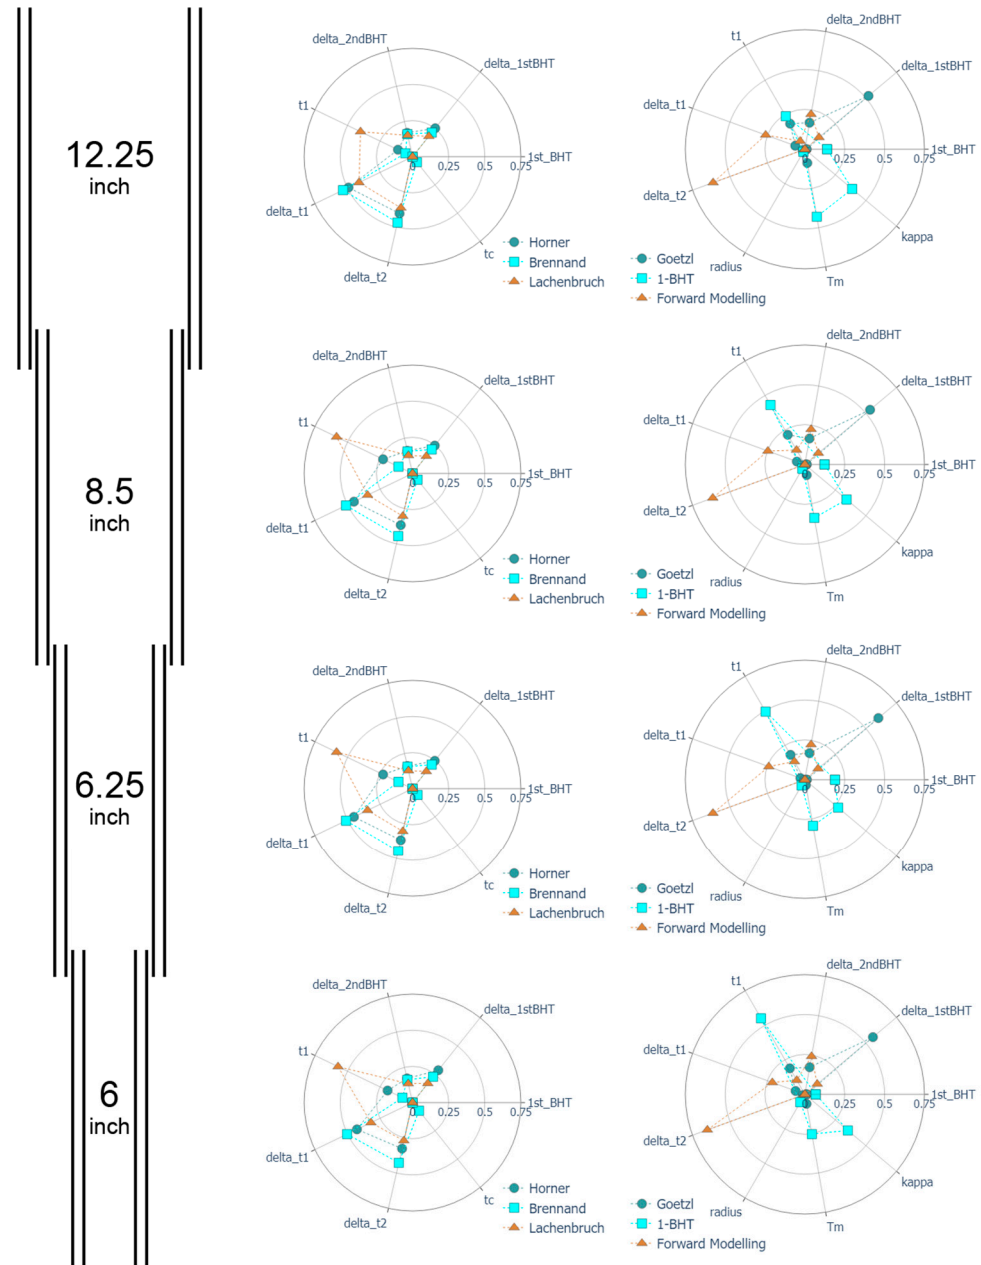 12.25
inch
delta_2ndBHT
delta_1stBHT
t1
1st_BHT
0 0.25 0.5 0.75
delta_t1
delta_t2
tc
Horner
Brennand
Lachenbruch
delta_2ndBHT
t1
delta_1stBHT
delta_t1
1st_BHT
0 0.25 0.5 0.75
delta_t2
kappa
radius
Tm
Goetzl
1-BHT
Forward Modelling
8.5
inch
delta_2ndBHT
delta_1stBHT
t1
1st_BHT
0 0.25 0.5 0.75
delta_t1
delta_t2
tc
Horner
Brennand
Lachenbruch
delta_2ndBHT
t1
delta_1stBHT
delta_t1
1st_BHT
0 0.25 0.5 0.75
delta_t2
kappa
radius
Tm
Goetzl
1-BHT
Forward Modelling
6.25
inch
delta_2ndBHT
delta_1stBHT
t1
1st_BHT
0 0.25 0.5 0.75
delta_t1
delta_t2
tc
Horner
Brennand
Lachenbruch
delta_2ndBHT
t1
delta_1stBHT
delta_t1
1st_BHT
0 0.25 0.5 0.75
delta_t2
kappa
radius
Tm
Goetzl
1-BHT
Forward Modelling
6
inch
delta_2ndBHT
delta_1stBHT
t1
1st_BHT
0 0.25 0.5 0.75
delta_t1
delta_t2
tc
Horner
Brennand
Lachenbruch
delta_2ndBHT
t1
delta_1stBHT
delta_t1
1st_BHT
0 0.25 0.5 0.75
delta_t2
kappa
radius
Tm
Goetzl
1-BHT
Forward Modelling